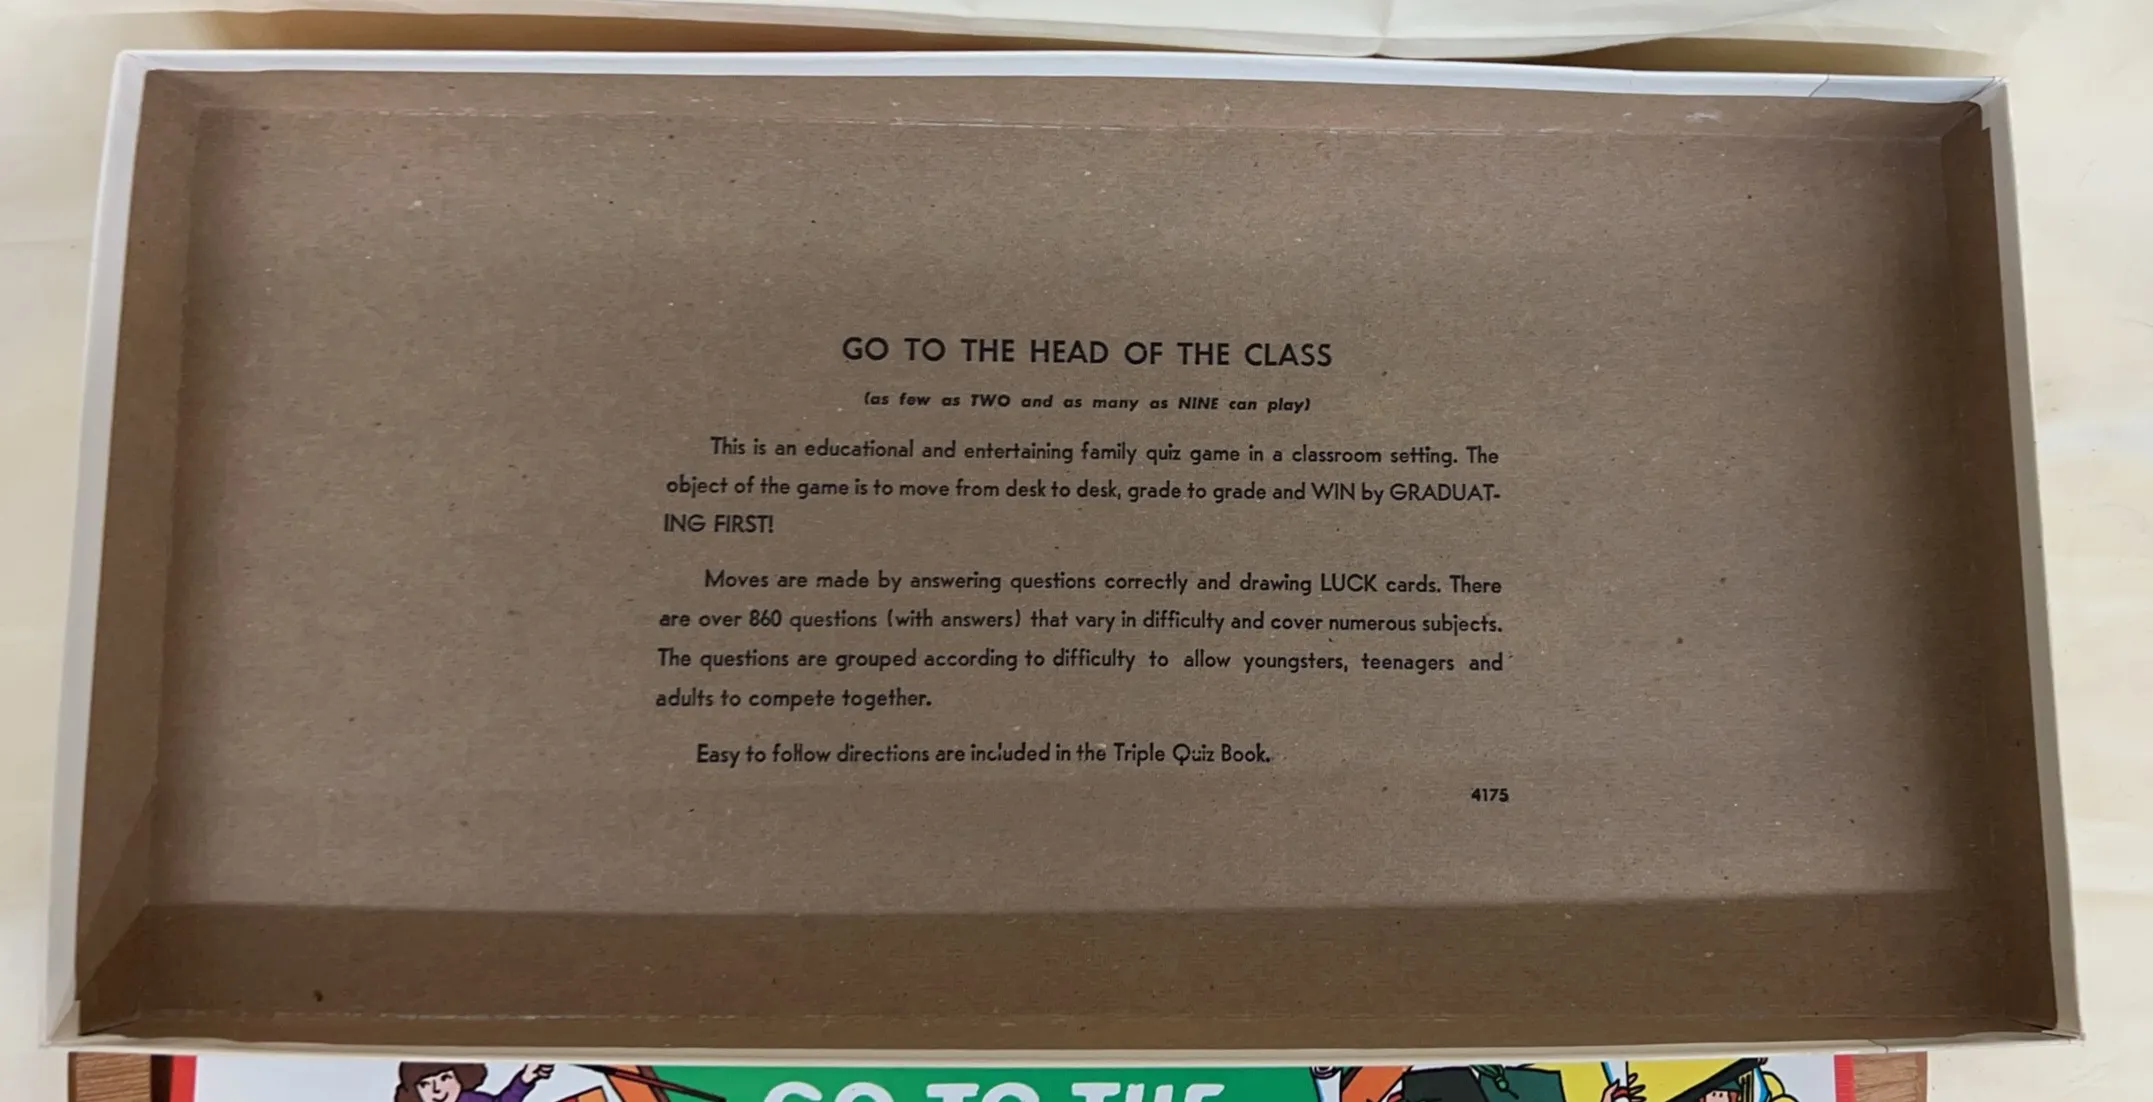 GO TO THE HEAD OF THE CLASS
(as few as TWO and as many as NINE can play)
This is an educational and entertaining family quiz game in a classroom setting. The
object of the game is to move from desk to desk, grade to grade and WIN by GRADUAT-
ING FIRST!
Moves are made by answering questions correctly and drawing LUCK cards. There
are over 860 questions (with answers) that vary in difficulty and cover numerous subjects.
The questions are grouped according to difficulty to allow youngsters, teenagers and
adults to compete together.
Easy to follow directions are included in the Triple Quiz Book.
4175
GO TO THE